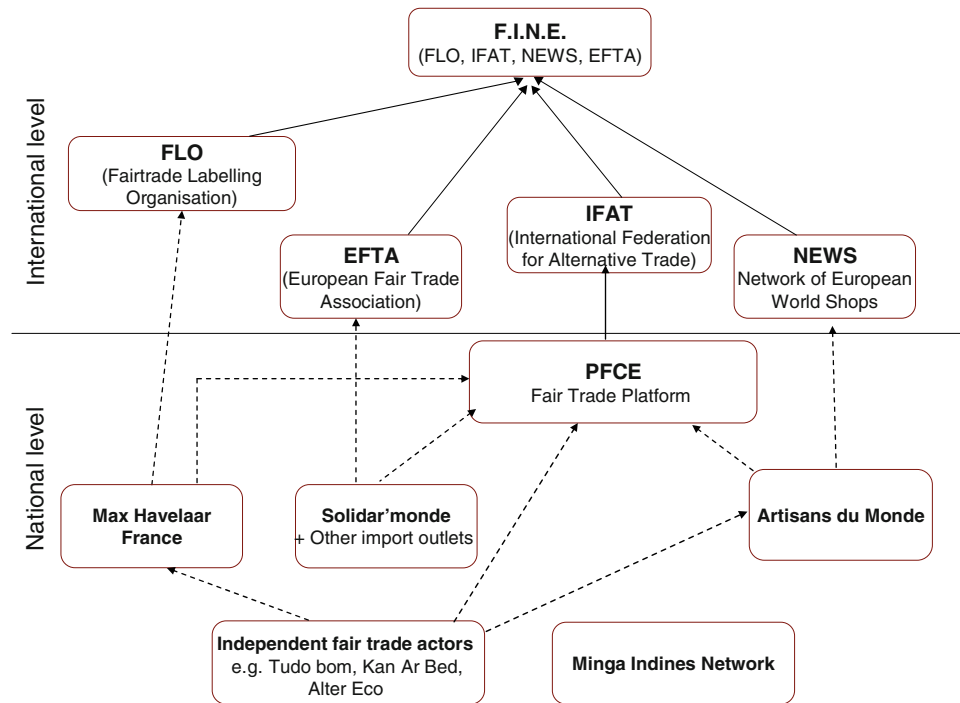 F.I.N.E.
(FLO, IFAT, NEWS, EFTA)
International level
FLO
(Fairtrade Labelling
Organisation)
EFTA
(European Fair Trade
Association)
IFAT
(International Federation
for Alternative Trade)
NEWS
Network of European
World Shops
National level
PFCE
Fair Trade Platform
Max Havelaar
France
Solidar’monde
+ Other import outlets
Artisans du Monde
Independent fair trade actors
e.g. Tudo bom, Kan Ar Bed,
Alter Eco
Minga Indines Network